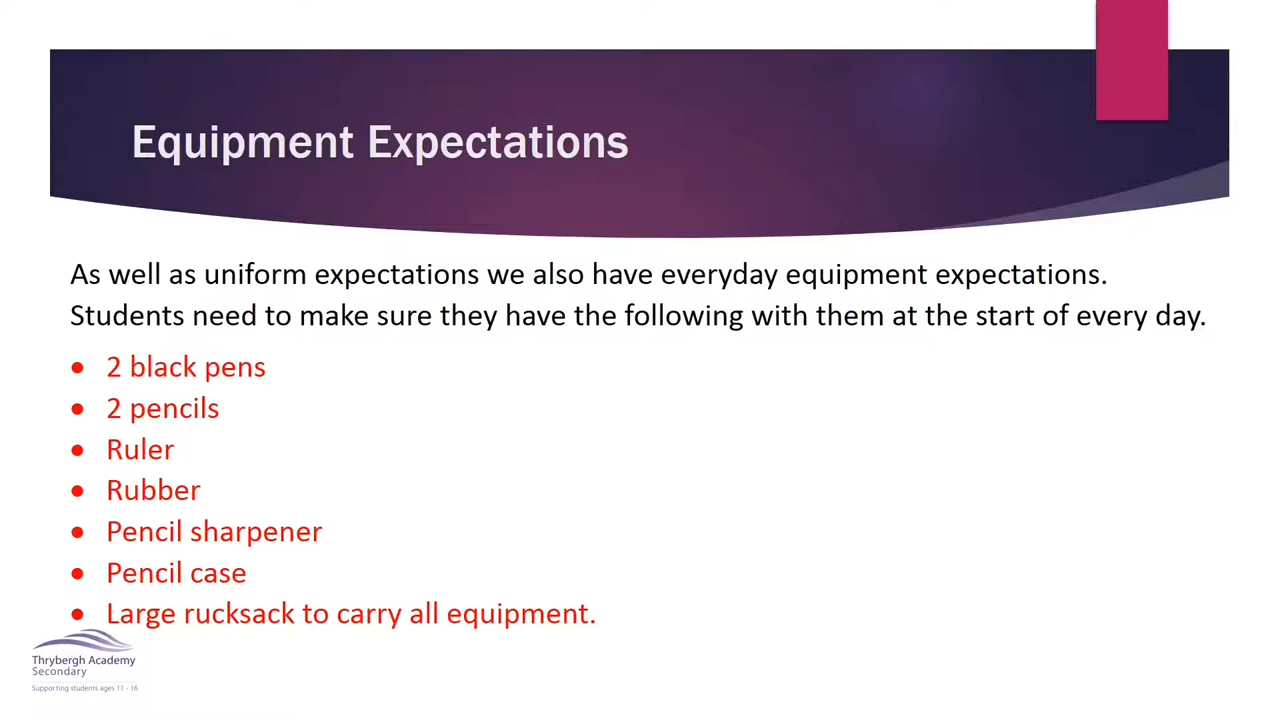 Equipment Expectations
As well as uniform expectations we also have everyday equipment expectations.
Students need to make sure they have the following with them at the start of every day.
• 2 black pens
• 2 pencils
• Ruler
• Rubber
• Pencil sharpener
• Pencil case
• Large rucksack to carry all equipment.
Thrybergh Academy
Secondary
Supporting students ages 11 - 16